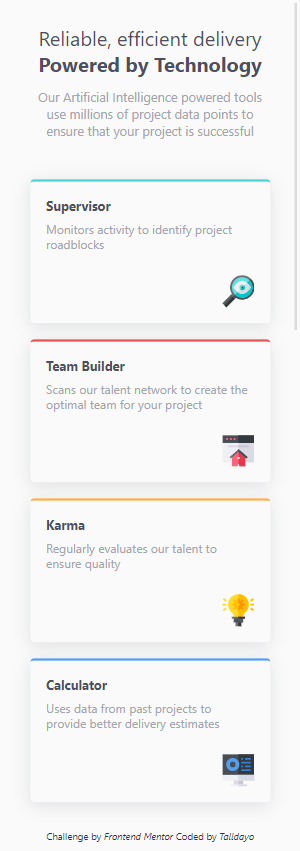 Reliable, efficient delivery
Powered by Technology
Our Artificial Intelligence powered tools
use millions of project data points to
ensure that your project is successful
Supervisor
Monitors activity to identify project
roadblocks
Team Builder
Scans our talent network to create the
optimal team for your project
Karma
Regularly evaluates our talent to
ensure quality
Calculator
Uses data from past projects to
provide better delivery estimates
Challenge by Frontend Mentor Coded by Talldayo